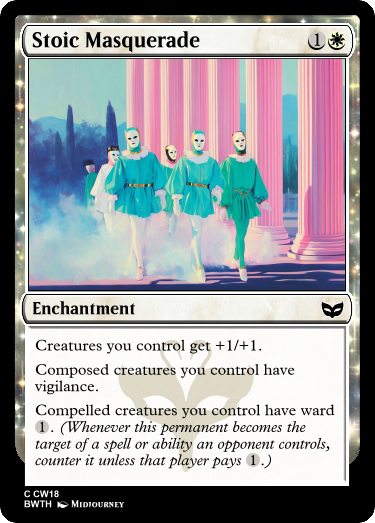 Stoic Masquerade 1
Enchantment
Creatures you control get +1/+1.
Composed creatures you control have
vigilance.
Compelled creatures you control have ward
1. (Whenever this permanent becomes the
target of a spell or ability an opponent controls,
counter it unless that player pays 1.)
C CW18
BWTH Midjourney